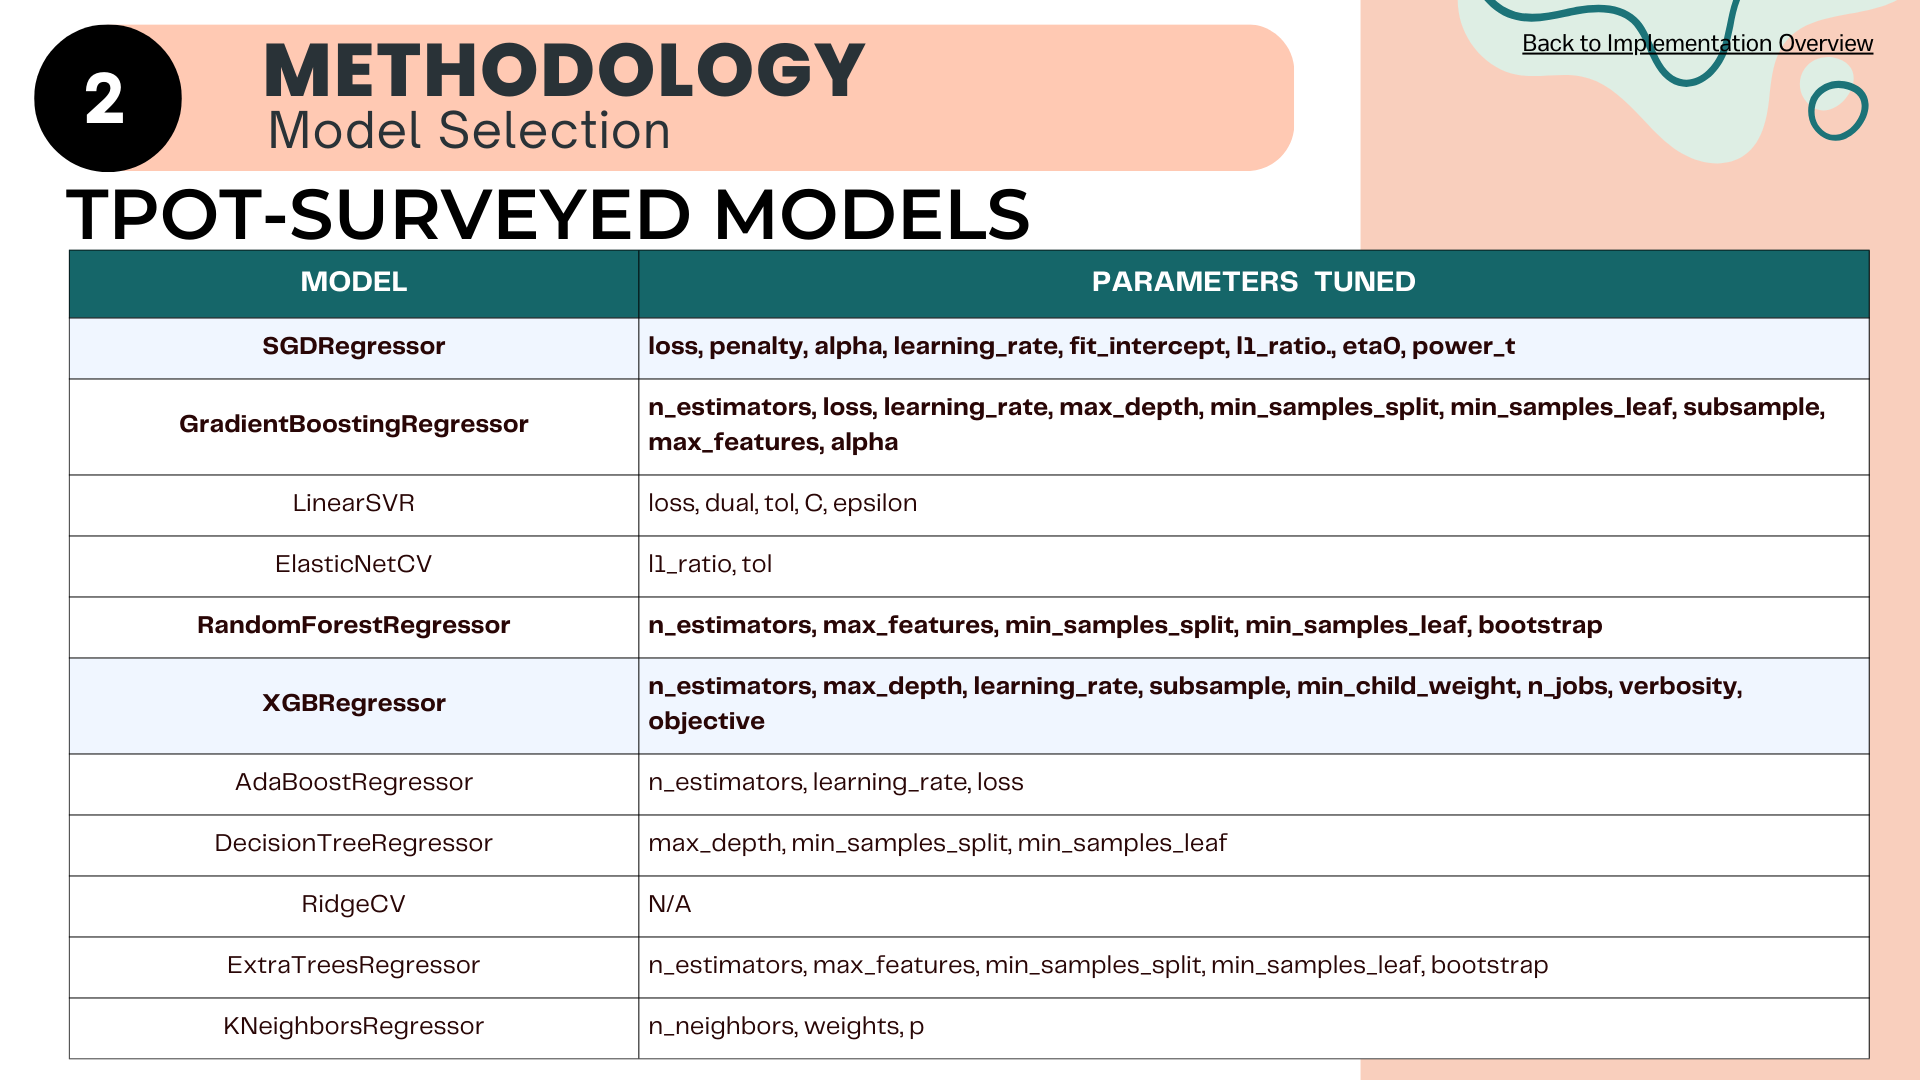 2
METHODOLOGY
Model Selection
Back to Implementation Overview
TPOT-SURVEYED MODELS
MODEL PARAMETERS TUNED
SGDRegressor loss, penalty, alpha, learning_rate, fit_intercept, l1_ratio., eta0, power_t
GradientBoostingRegressor n_estimators, loss, learning_rate, max_depth, min_samples_split, min_samples_leaf, subsample,
max_features, alpha
LinearSVR loss, dual, tol, C, epsilon
ElasticNetCV l1_ratio, tol
RandomForestRegressor n_estimators, max_features, min_samples_split, min_samples_leaf, bootstrap
XGBRegressor n_estimators, max_depth, learning_rate, subsample, min_child_weight, n_jobs, verbosity,
objective
AdaBoostRegressor n_estimators, learning_rate, loss
DecisionTreeRegressor max_depth, min_samples_split, min_samples_leaf
RidgeCV N/A
ExtraTreesRegressor n_estimators, max_features, min_samples_split, min_samples_leaf, bootstrap
KNeighborsRegressor n_neighbors, weights, p